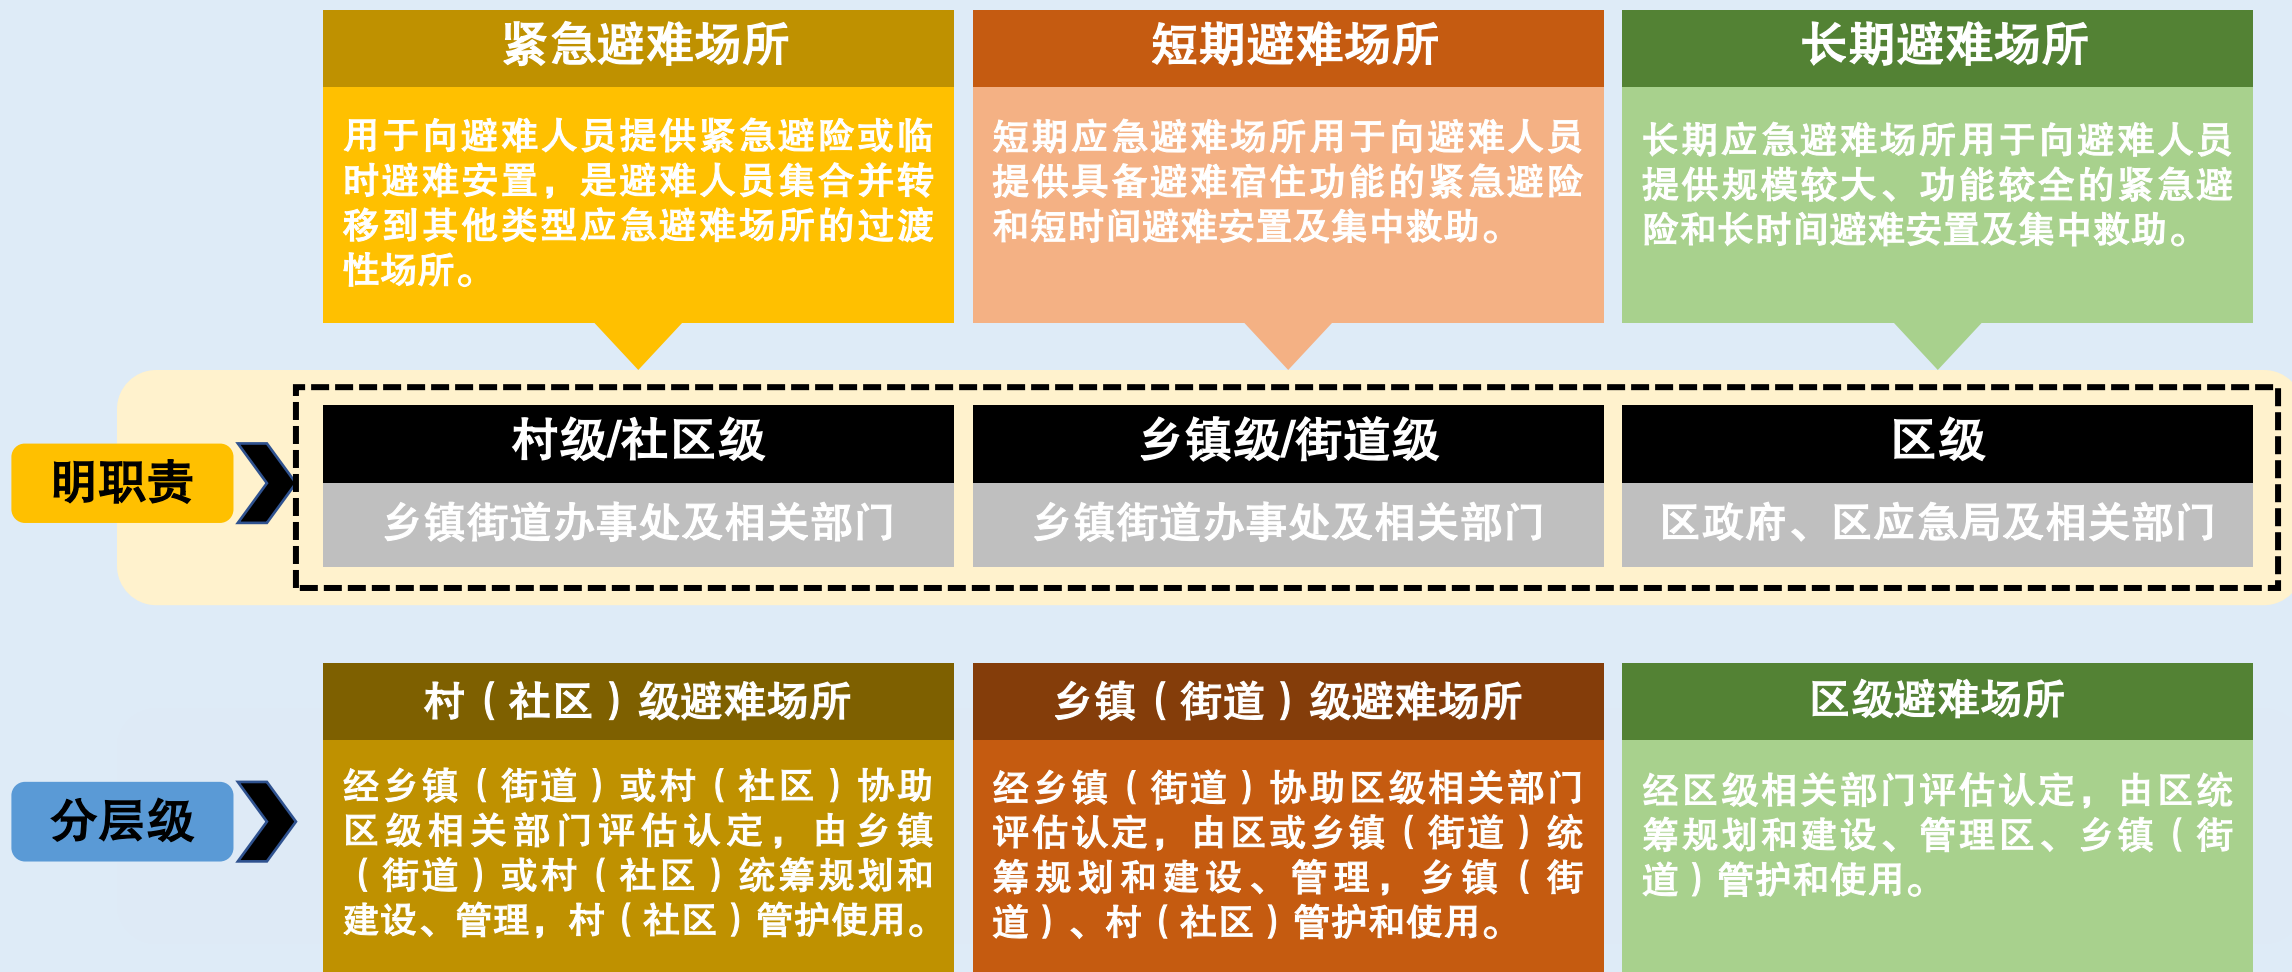 紧急避难场所
用于向避难人员提供紧急避险或临
时避难安置，是避难人员集合并转
移到其他类型应急避难场所的过渡
性场所。
短期避难场所
短期应急避难场所用于向避难人员
提供具备避难宿住功能的紧急避险
和短时间避难安置及集中救助。
长期避难场所
长期应急避难场所用于向避难人员
提供规模较大、功能较全的紧急避
险和长时间避难安置及集中救助。
明职责
村级/社区级
乡镇街道办事处及相关部门
乡镇级/街道级
乡镇街道办事处及相关部门
区级
区政府、区应急局及相关部门
分层级
村（社区）级避难场所
经乡镇（街道）或村（社区）协助
区级相关部门评估认定，由乡镇
（街道）或村（社区）统筹规划和
建设、管理，村（社区）管护使用。
乡镇（街道）级避难场所
经乡镇（街道）协助区级相关部门
评估认定，由区或乡镇（街道）统
筹规划和建设、管理，乡镇（街
道）、村（社区）管护和使用。
区级避难场所
经区级相关部门评估认定，由区统
筹规划和建设、管理区、乡镇（街
道）管护和使用。